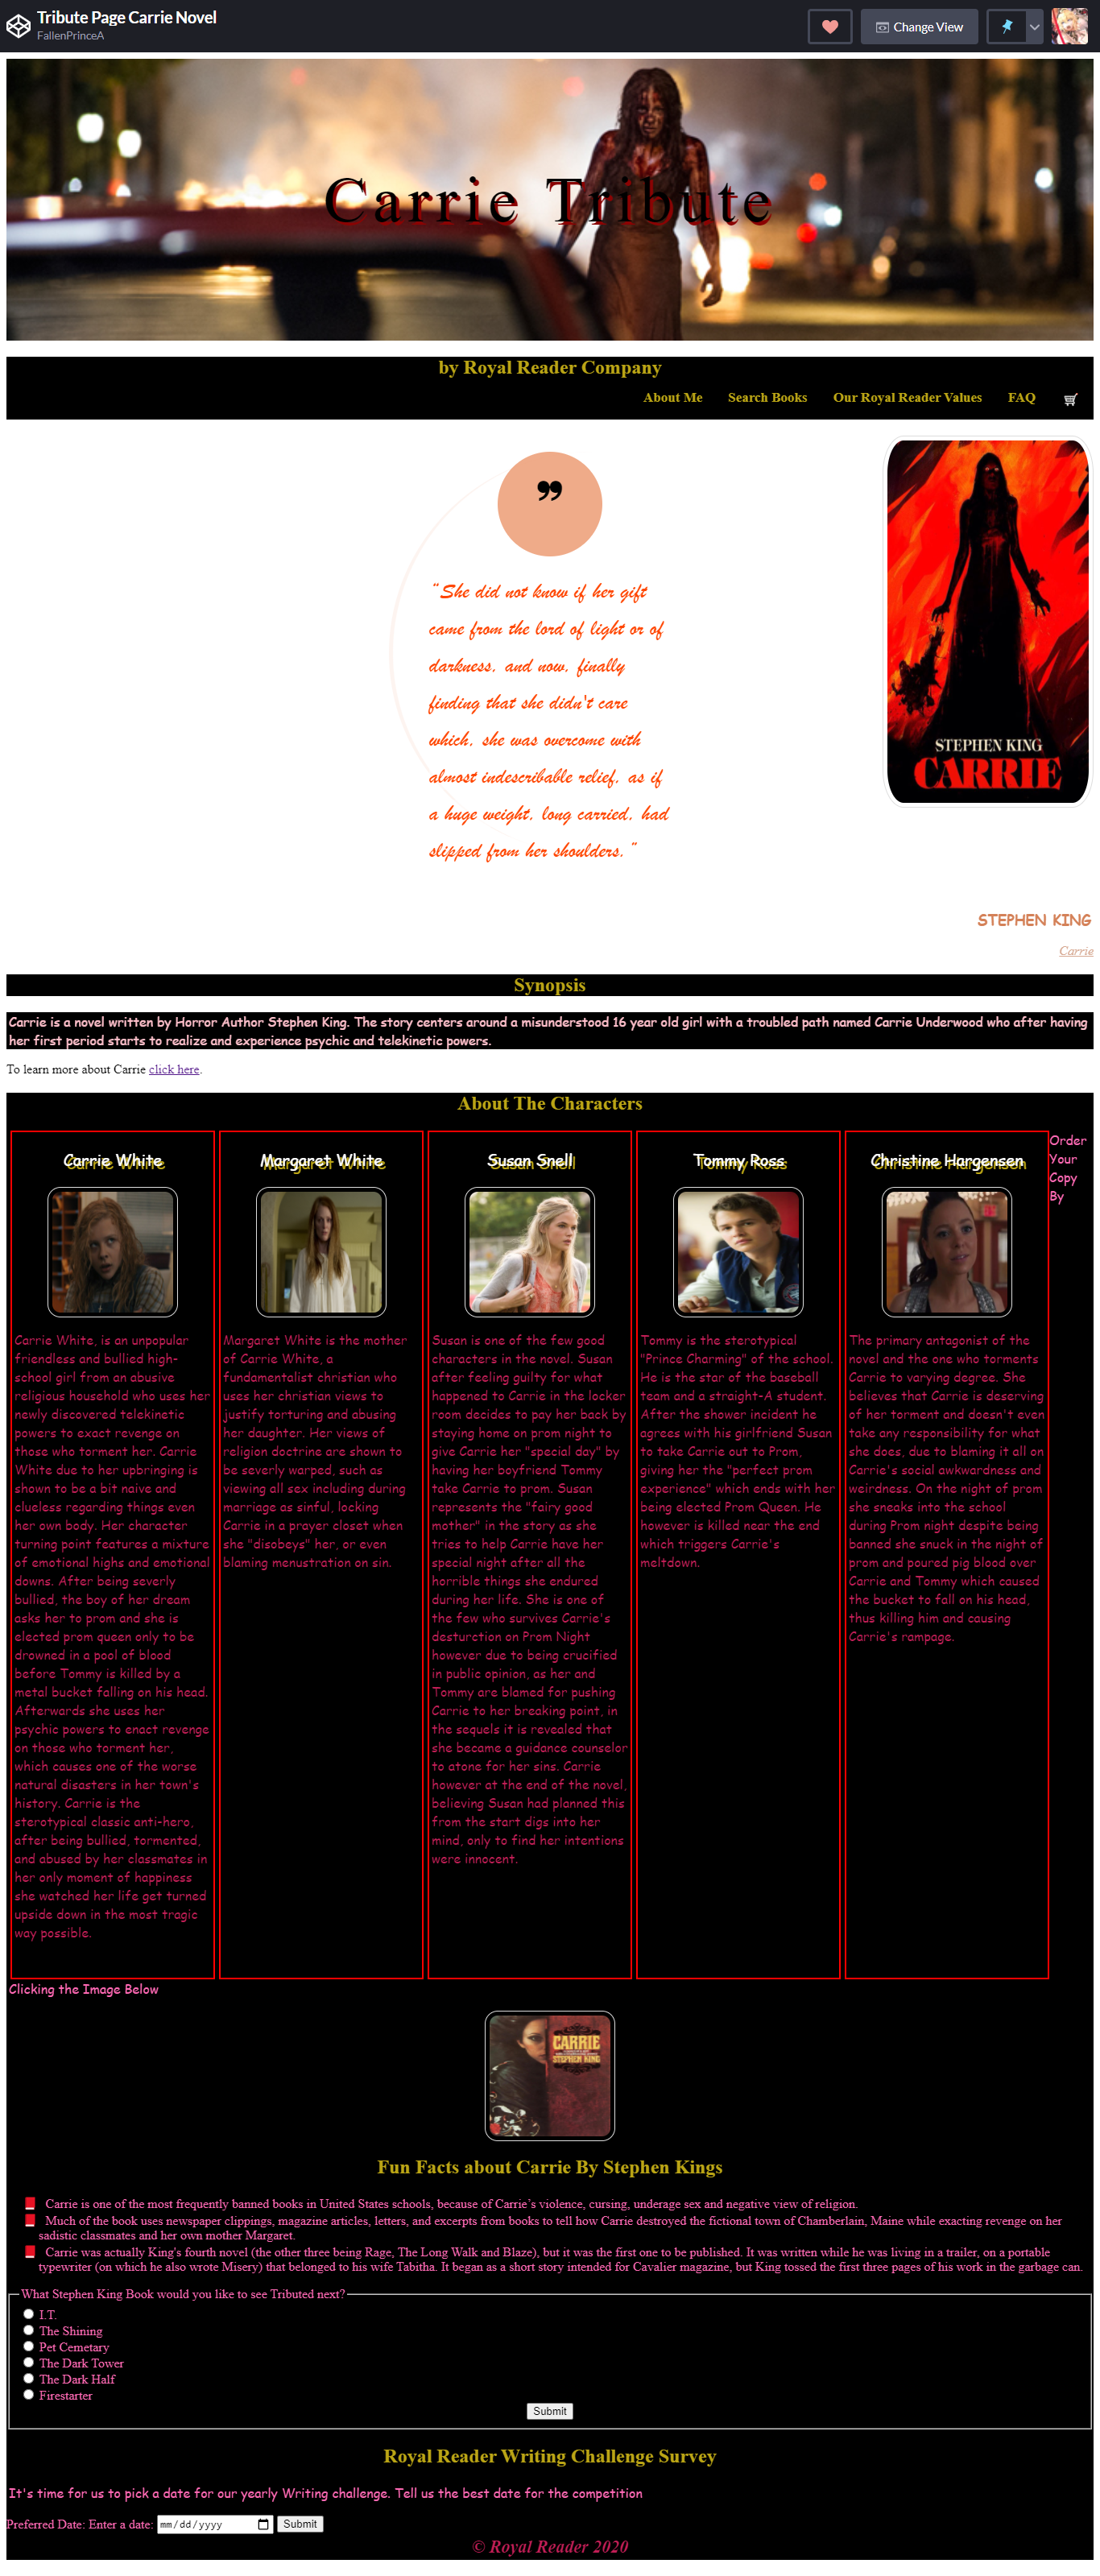 Tribute Page Carrie Novel
FallenPrinceA
Change View
Carrie Tribute
by Royal Reader Company
About Me Search Books Our Royal Reader Values FAQ
❞
"She did not know if her gift
came from the lord of light or of
darkness, and now, finally
finding that she didn't care
which, she was overcome with
almost indescribable relief, as if
a huge weight, long carried, had
slipped from her shoulders."
STEPHEN KING
CARRIE
STEPHEN KING
Carrie
Synopsis
Carrie is a novel written by Horror Author Stephen King. The story centers around a misunderstood 16 year old girl with a troubled path named Carrie Underwood who after having
her first period starts to realize and experience psychic and telekinetic powers.
To learn more about Carrie click here.
About The Characters
Carrie White
Carrie White, is an unpopular
friendless and bullied high-
school girl from an abusive
religious household who uses her
newly discovered telekinetic
powers to exact revenge on
those who torment her. Carrie
White due to her upbringing is
shown to be a bit naive and
clueless regarding things even
her own body. Her character
turning point features a mixture
of emotional highs and emotional
downs. After being severly
bullied, the boy of her dream
asks her to prom and she is
elected prom queen only to be
drowned in a pool of blood
before Tommy is killed by a
metal bucket falling on his head.
Afterwards she uses her
psychic powers to enact revenge
on those who torment her,
which causes one of the worse
natural disasters in her town's
history. Carrie is the
sterotypical classic anti-hero,
after being bullied, tormented,
and abused by her classmates in
her only moment of happiness
she watched her life get turned
upside down in the most tragic
way possible.
Margaret White
Margaret White is the mother
of Carrie White, a
fundamentalist christian who
uses her christian views to
justify torturing and abusing
her daughter. Her views of
religion doctrine are shown to
be severly warped, such as
viewing all sex including during
marriage as sinful, locking
Carrie in a prayer closet when
she "disobeys" her, or even
blaming menustration on sin.
Susan Snell
Susan is one of the few good
characters in the novel. Susan
after feeling guilty for what
happened to Carrie in the locker
room decides to pay her back by
staying home on prom night to
give Carrie her "special day" by
having her boyfriend Tommy
take Carrie to prom. Susan
represents the "fairy good
mother" in the story as she
tries to help Carrie have her
special night after all the
horrible things she endured
during her life. She is one of
the few who survives Carrie's
desturction on Prom Night
however due to being crucified
in public opinion, as her and
Tommy are blamed for pushing
Carrie to her breaking point, in
the sequels it is revealed that
she became a guidance counselor
to atone for her sins. Carrie
however at the end of the novel,
believing Susan had planned this
from the start digs into her
mind, only to find her intentions
were innocent.
Tommy Ross
Tommy is the sterotypical
"Prince Charming" of the school.
He is the star of the baseball
team and a straight-A student.
After the shower incident he
agrees with his girlfriend Susan
to take Carrie out to Prom,
giving her the "perfect prom
experience" which ends with her
being elected Prom Queen. He
however is killed near the end
which triggers Carrie's
meltdown.
Christine Hargensen
The primary antagonist of the
novel and the one who torments
Carrie to varying degree. She
believes that Carrie is deserving
of her torment and doesn't even
take any responsibility for what
she does, due to blaming it all on
Carrie's social awkwardness and
weirdness. On the night of prom
she sneaks into the school
during Prom night despite being
banned she snuck in the night of
prom and poured pig blood over
Carrie and Tommy which caused
the bucket to fall on his head,
thus killing him and causing
Carrie's rampage.
Order
Your
Copy
By
Clicking the Image Below
CARRIE
STEPHEN KING
Fun Facts about Carrie By Stephen Kings
Carrie is one of the most frequently banned books in United States schools, because of Carrie’s violence, cursing, underage sex and negative view of religion.
Much of the book uses newspaper clippings, magazine articles, letters, and excerpts from books to tell how Carrie destroyed the fictional town of Chamberlain, Maine while exacting revenge on her
sadistic classmates and her own mother Margaret.
Carrie was actually King's fourth novel (the other three being Rage, The Long Walk and Blaze), but it was the first one to be published. It was written while he was living in a trailer, on a portable
typewriter (on which he also wrote Misery) that belonged to his wife Tabitha. It began as a short story intended for Cavalier magazine, but King tossed the first three pages of his work in the garbage can.
What Stephen King Book would you like to see Tributed next?
I.T.
The Shining
Pet Cemetary
The Dark Tower
The Dark Half
Firestarter
Submit
Royal Reader Writing Challenge Survey
It's time for us to pick a date for our yearly Writing challenge. Tell us the best date for the competition
Preferred Date: Enter a date: mm/dd/yyyy Submit
© Royal Reader 2020